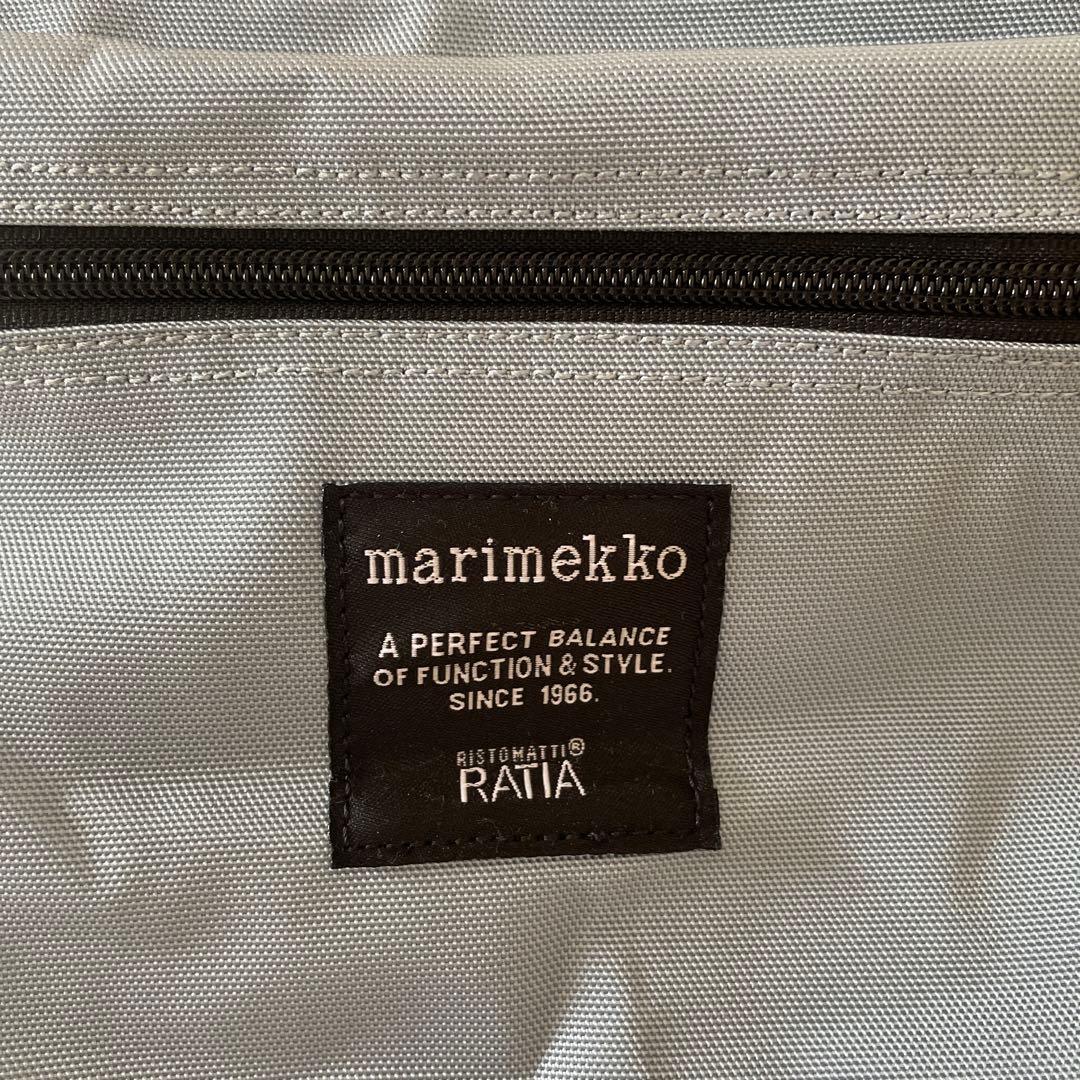 marimekko
A PERFECT BALANCE
OF FUNCTION & STYLE.
SINCE 1966.
RISTOMATTI®
RATIA